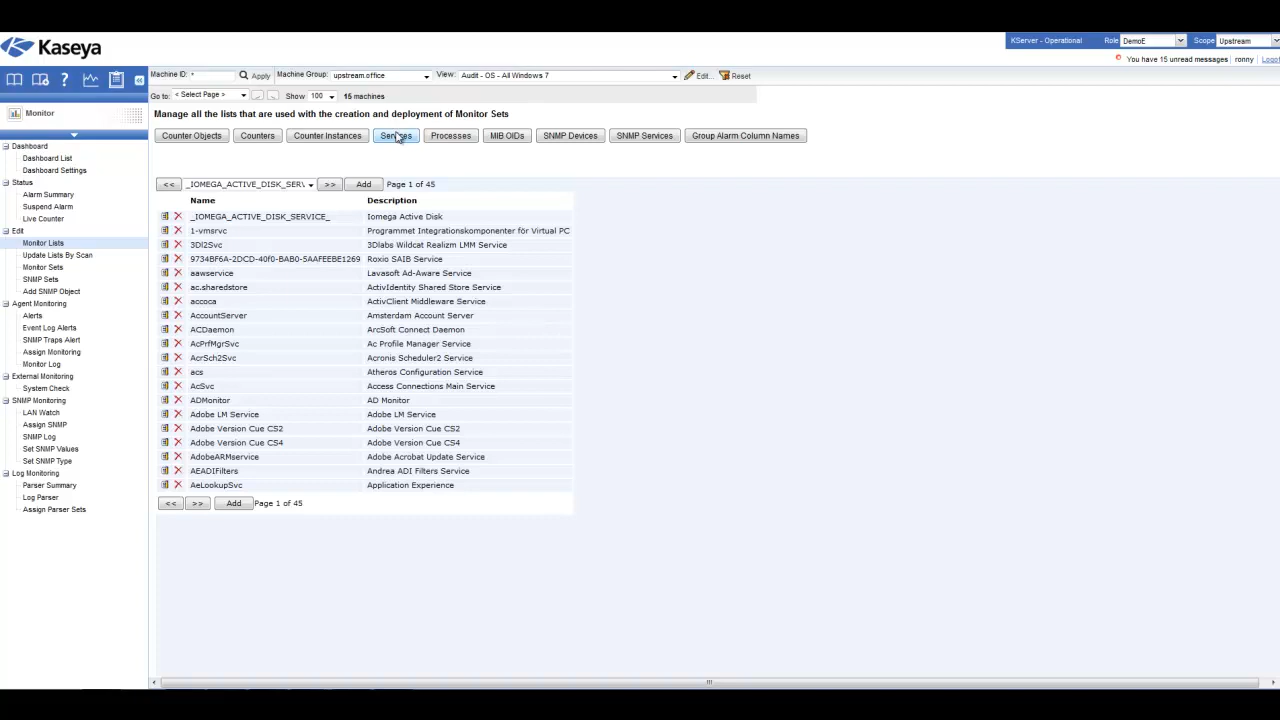 Kaseya
KServer - Operational Role DemoE Scope Upstream
You have 15 unread messages ronny Logoff
Machine ID: * Apply Machine Group: upstream.office View: Audit - OS - All Windows 7 Edit... Reset
Go to: < Select Page > Show 100 15 machines
Monitor
Manage all the lists that are used with the creation and deployment of Monitor Sets
Counter Objects Counters Counter Instances Services Processes MIB OIDs SNMP Devices SNMP Services Group Alarm Column Names
Dashboard
Dashboard List
Dashboard Settings
Status
Alarm Summary
Suspend Alarm
Live Counter
Edit
Monitor Lists
Update Lists By Scan
Monitor Sets
SNMP Sets
Add SNMP Object
Agent Monitoring
Alerts
Event Log Alerts
SNMP Traps Alert
Assign Monitoring
Monitor Log
External Monitoring
System Check
SNMP Monitoring
LAN Watch
Assign SNMP
SNMP Log
Set SNMP Values
Set SNMP Type
Log Monitoring
Parser Summary
Log Parser
Assign Parser Sets
<< _IOMEGA_ACTIVE_DISK_SERV >> Add Page 1 of 45
Name Description
_IOMEGA_ACTIVE_DISK_SERVICE_ Iomega Active Disk
1-vmsrvc Programmet Integrationskomponenter för Virtual PC
3Dl2Svc 3Dlabs Wildcat Realizm LMM Service
9734BF6A-2DCD-40f0-BAB0-5AAFEEBE1269 Roxio SAIB Service
aawservice Lavasoft Ad-Aware Service
ac.sharedstore ActivIdentity Shared Store Service
accoca ActivClient Middleware Service
AccountServer Amsterdam Account Server
ACDaemon ArcSoft Connect Daemon
AcPrfMgrSvc Ac Profile Manager Service
AcrSch2Svc Acronis Scheduler2 Service
acs Atheros Configuration Service
AcSvc Access Connections Main Service
ADMonitor AD Monitor
Adobe LM Service Adobe LM Service
Adobe Version Cue CS2 Adobe Version Cue CS2
Adobe Version Cue CS4 Adobe Version Cue CS4
AdobeARMservice Adobe Acrobat Update Service
AEADIFilters Andrea ADI Filters Service
AeLookupSvc Application Experience
<< >> Add Page 1 of 45